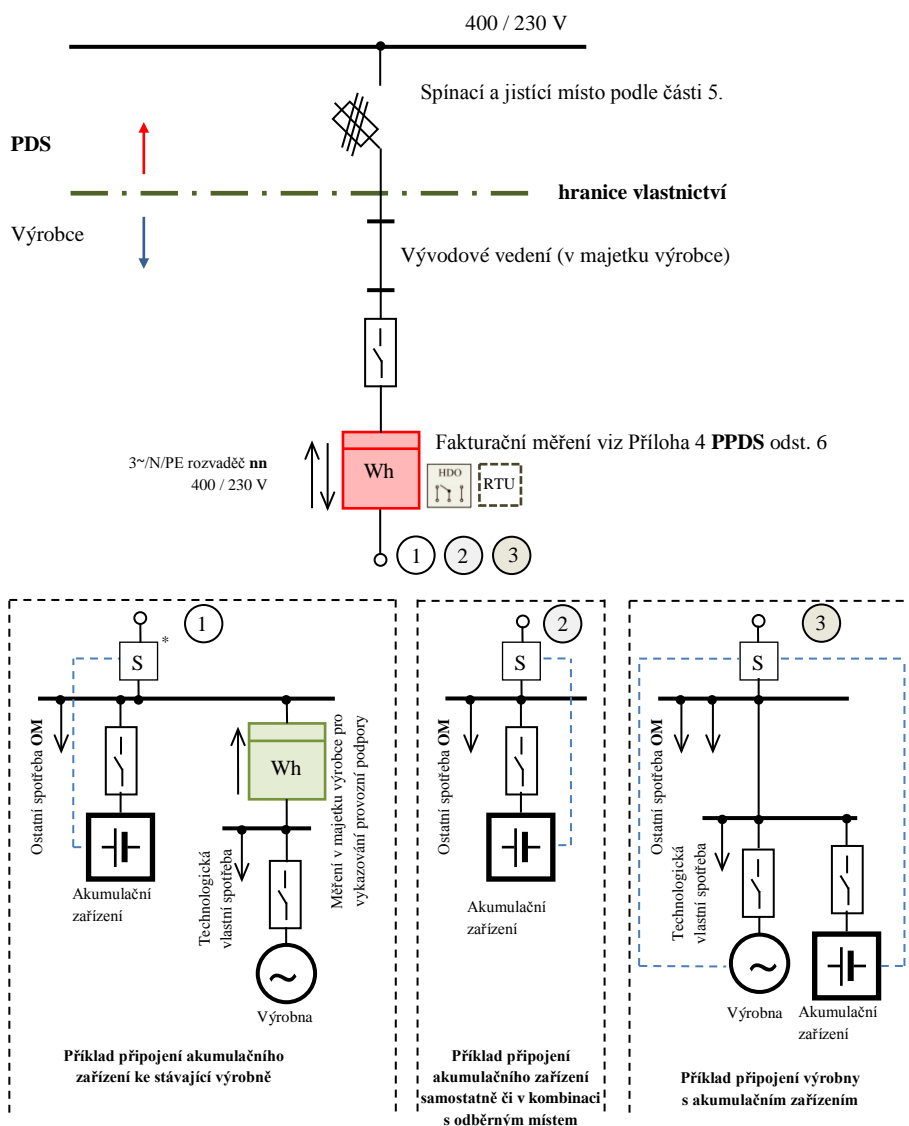 400 / 230 V
Spínací a jistící místo podle části 5.
PDS
hranice vlastnictví
Výrobce
Vývodové vedení (v majetku výrobce)
Fakturační měření viz Příloha 4 PPDS odst. 6
3~/N/PE rozvaděč nn
400 / 230 V
Wh
HDO
RTU
1
2
3
1
S
*
Ostatní spotřeba OM
Wh
Měření v majetku výrobce pro
vykazování provozní podpory
Technologická
vlastní spotřeba
Akumulační
zařízení
~
Výrobna
Příklad připojení akumulačního
zařízení ke stávající výrobně
2
S
Ostatní spotřeba OM
Akumulační
zařízení
Příklad připojení
akumulačního zařízení
samostatně či v kombinaci
s odběrným místem
3
S
Ostatní spotřeba OM
Technologická
vlastní spotřeba
~
Výrobna
Akumulační
zařízení
Příklad připojení výrobny
s akumulačním zařízením